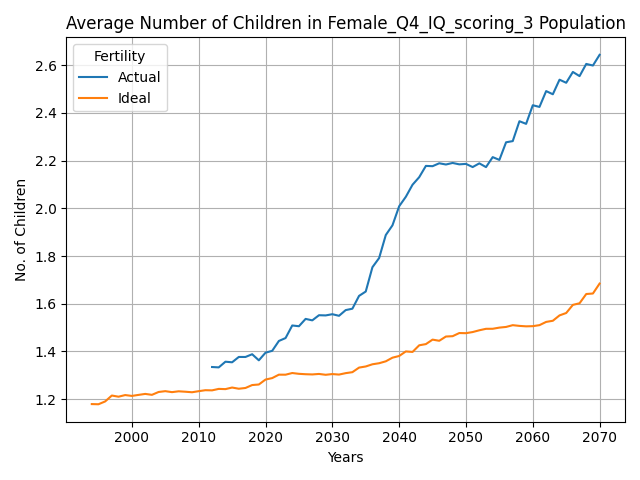 Average Number of Children in Female_Q4_IQ_scoring_3 Population
Fertility
Actual
Ideal
No. of Children
2.6
2.4
2.2
2.0
1.8
1.6
1.4
1.2
2000 2010 2020 2030 2040 2050 2060 2070
Years